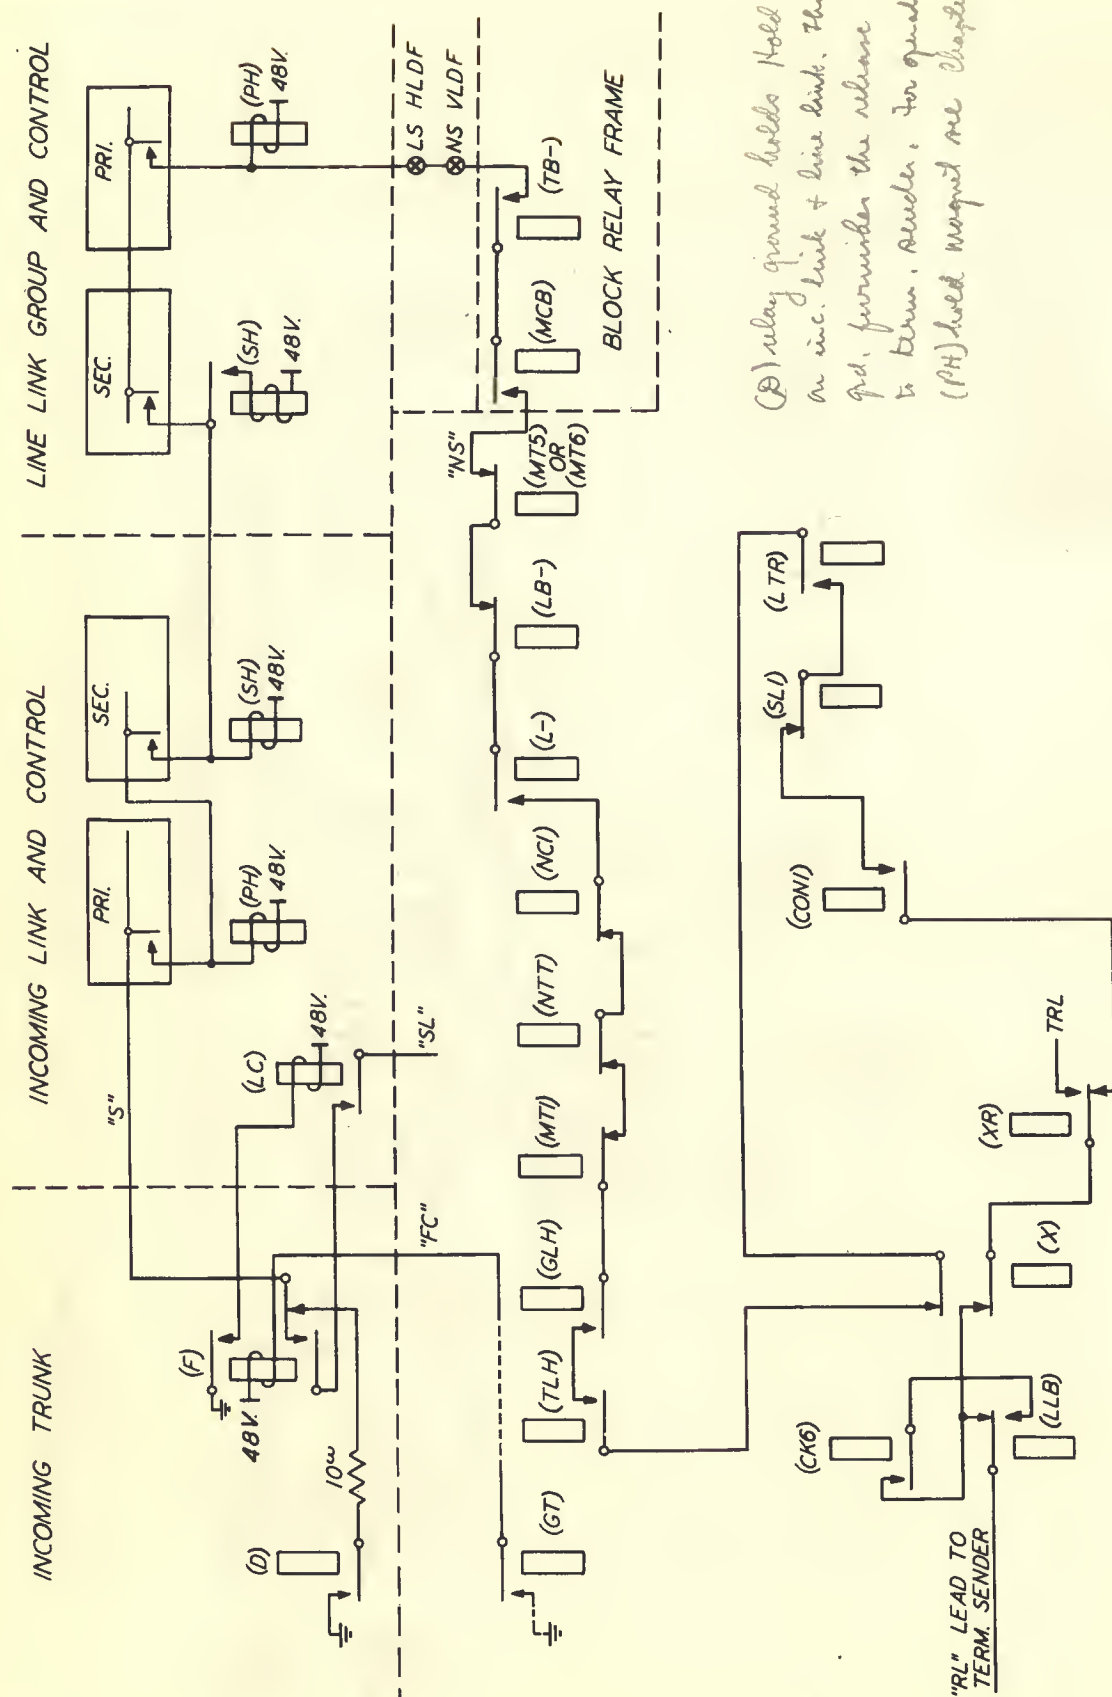 INCOMING TRUNK
INCOMING LINK AND CONTROL
LINE LINK GROUP AND CONTROL
PRI.
SEC.
SEC.
PRI.
"S"
(PH)
48V.
(SH)
48V.
(SH)
48V.
(PH)
48V.
(F)
48V.
(LC)
48V.
"SL"
10ω
(D)
"FC"
LS HLDF
NS VLDF
(GT)
(TLH)
(GLH)
(MT1)
(NTT)
(NC1)
(L-)
(LB-)
"NS"
(MT5)
OR
(MT6)
(MCB)
(TB-)
BLOCK RELAY FRAME
(CK6)
(LLB)
(X)
(XR)
TRL
(CON1)
(SL1)
(LTR)
"RL" LEAD TO
TERM. SENDER
(D) relay ground holds Hold
on inc. link + line link. This
grd. furnishes the release
to term. sender. For
(PH) hold magnet see